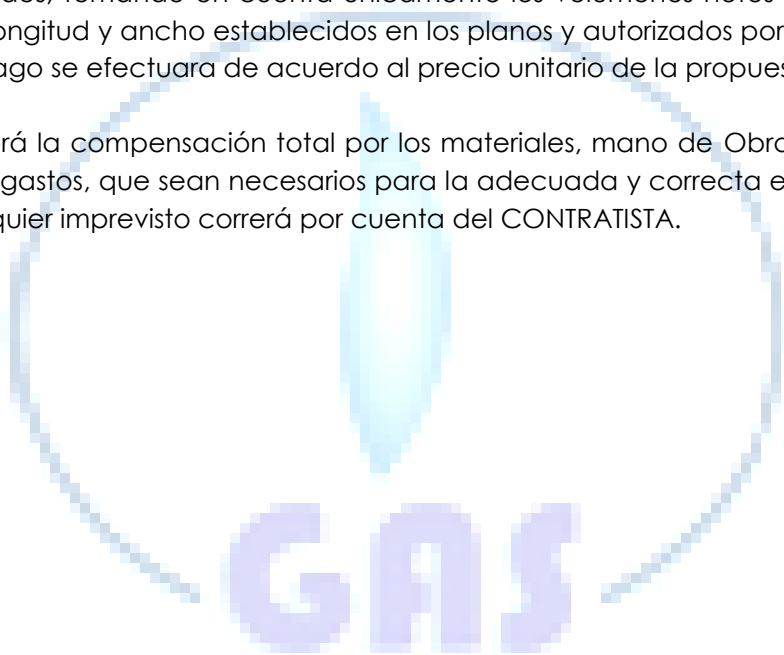 ongitud y ancho establecidos en los planos y autorizados por
ago se efectuara de acuerdo al precio unitario de la propues
rá la compensación total por los materiales, mano de Obra
gastos, que sean necesarios para la adecuada y correcta e
quier imprevisto correrá por cuenta del CONTRATISTA.
GAS